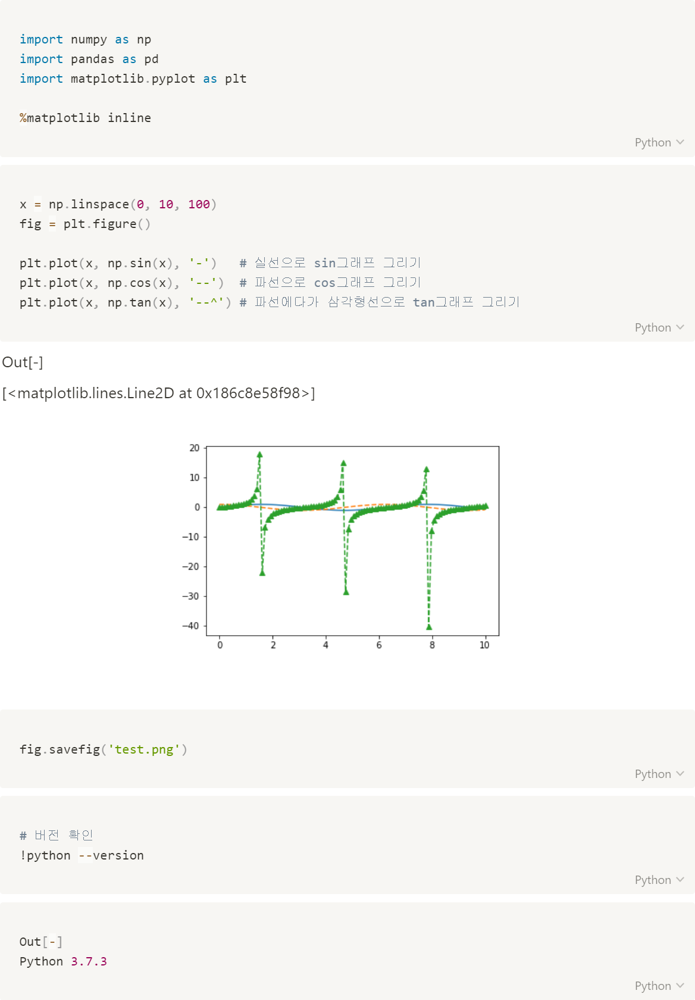 import numpy as np
import pandas as pd
import matplotlib.pyplot as plt
%matplotlib inline
Python
x = np.linspace(0, 10, 100)
fig = plt.figure()
plt.plot(x, np.sin(x), '-')   # 실선으로 sin그래프 그리기
plt.plot(x, np.cos(x), '--')  # 파선으로 cos그래프 그리기
plt.plot(x, np.tan(x), '--^') # 파선에다가 삼각형선으로 tan그래프 그리기
Python
Out[-]
[<matplotlib.lines.Line2D at 0x186c8e58f98>]
20
10
0
−10
−20
−30
−40
0 2 4 6 8 10
fig.savefig('test.png')
Python
# 버전 확인
!python --version
Python
Out[-]
Python 3.7.3
Python